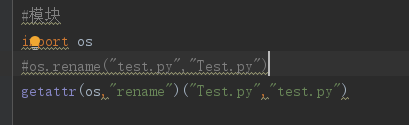 #模块
import os
#os.rename("test.py","Test.py")
getattr(os,"rename")("Test.py","test.py")